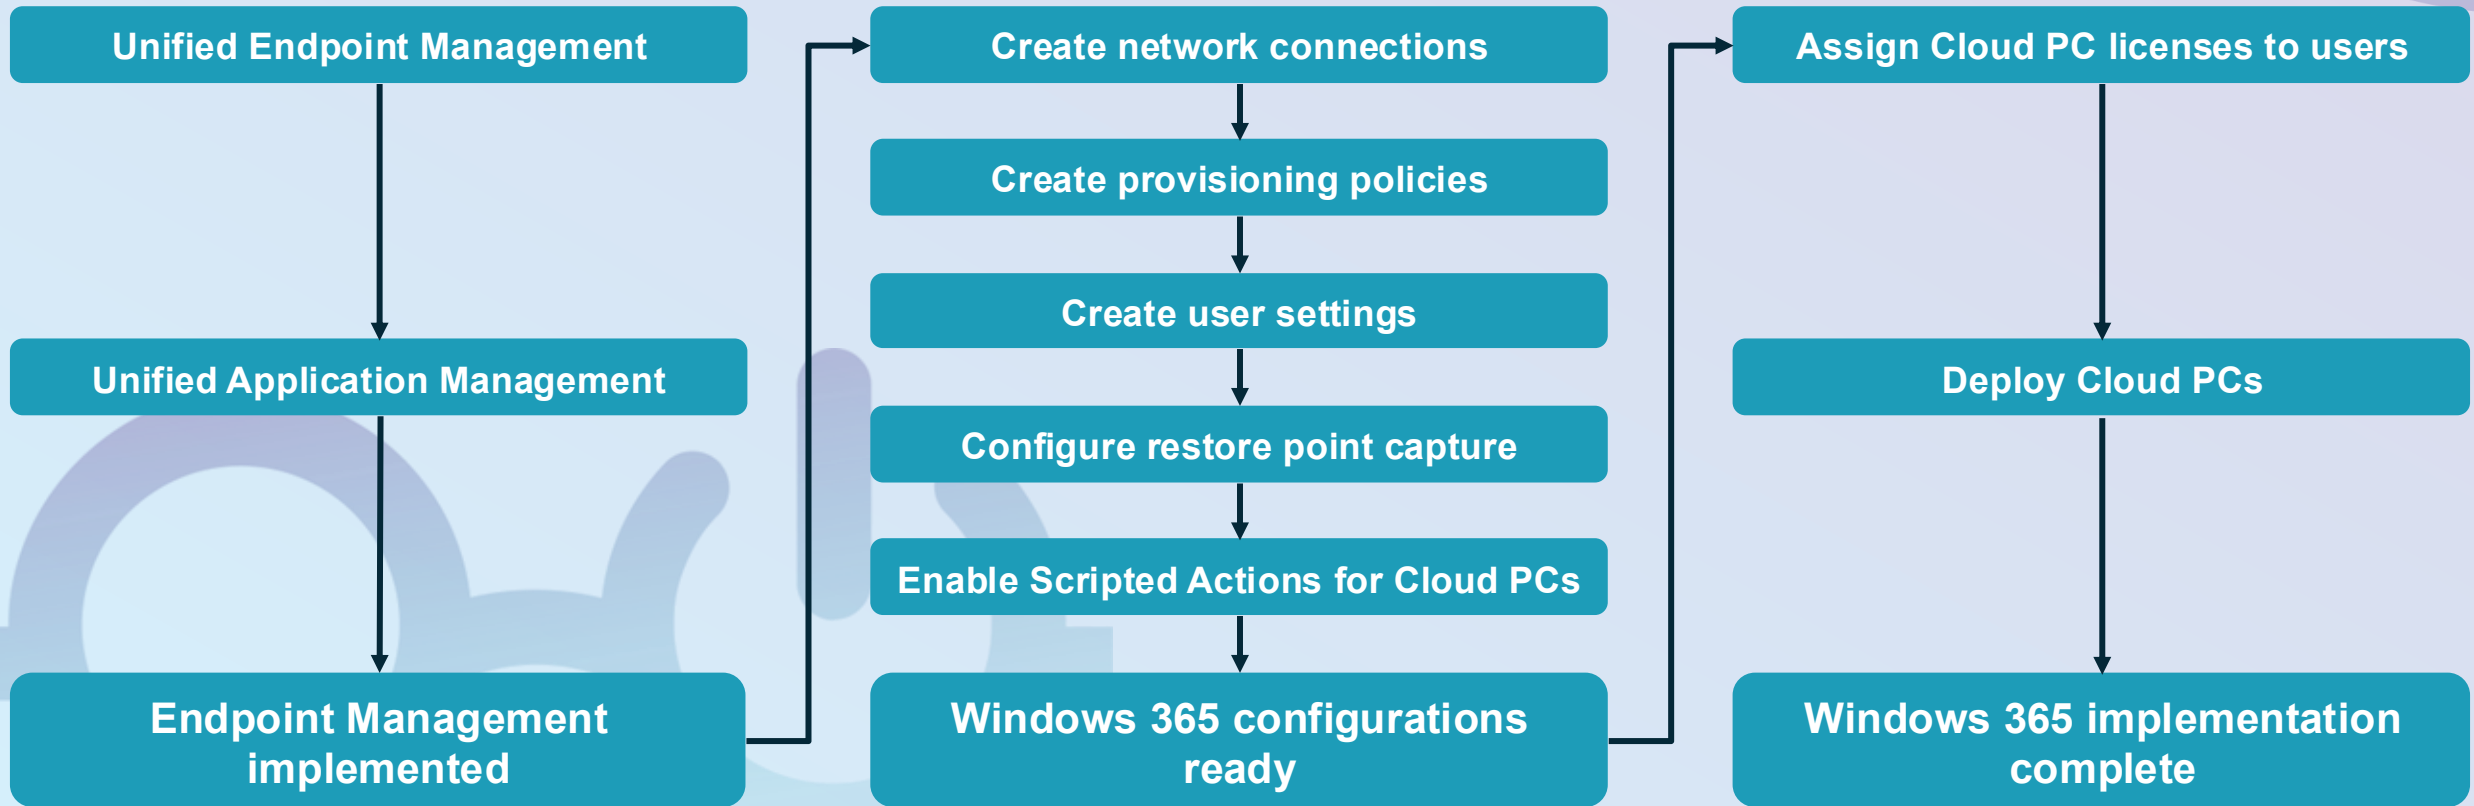 Unified Endpoint Management
Unified Application Management
Endpoint Management
implemented
Create network connections
Create provisioning policies
Create user settings
Configure restore point capture
Enable Scripted Actions for Cloud PCs
Windows 365 configurations
ready
Assign Cloud PC licenses to users
Deploy Cloud PCs
Windows 365 implementation
complete